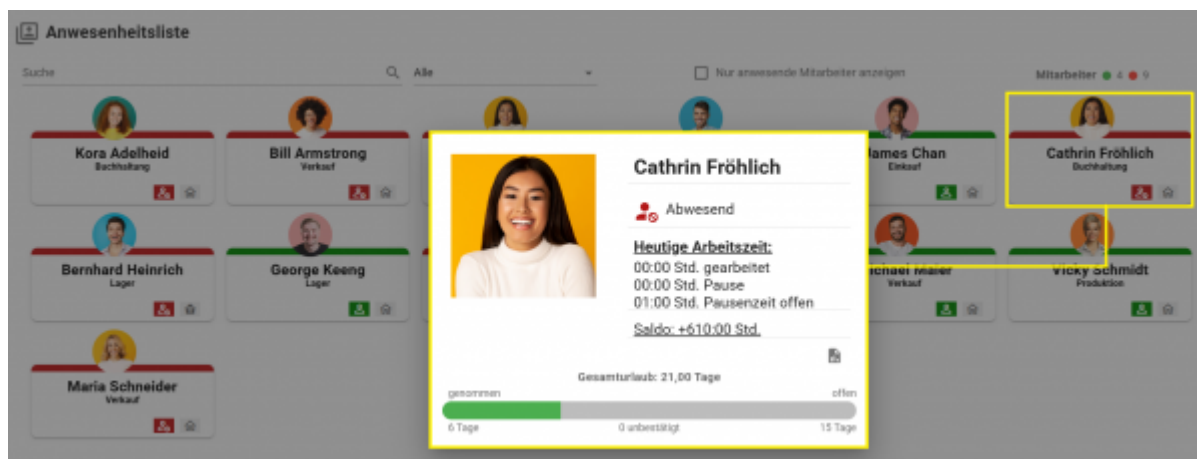 Anwesenheitsliste
Suche
Alle
Nur anwesende Mitarbeiter anzeigen
Mitarbeiter 4 9
Kora Adelheid
Buchhaltung
Bill Armstrong
Verkauf
James Chan
Einkauf
Cathrin Fröhlich
Buchhaltung
Bernhard Heinrich
Lager
George Keeng
Lager
Michael Maier
Verkauf
Vicky Schmidt
Produktion
Maria Schneider
Verkauf
Cathrin Fröhlich
Abwesend
Heutige Arbeitszeit:
00:00 Std. gearbeitet
00:00 Std. Pause
01:00 Std. Pausenzeit offen
Saldo: +610:00 Std.
Gesamturlaub: 21,00 Tage
genommen
offen
6 Tage
0 unbestätigt
15 Tage